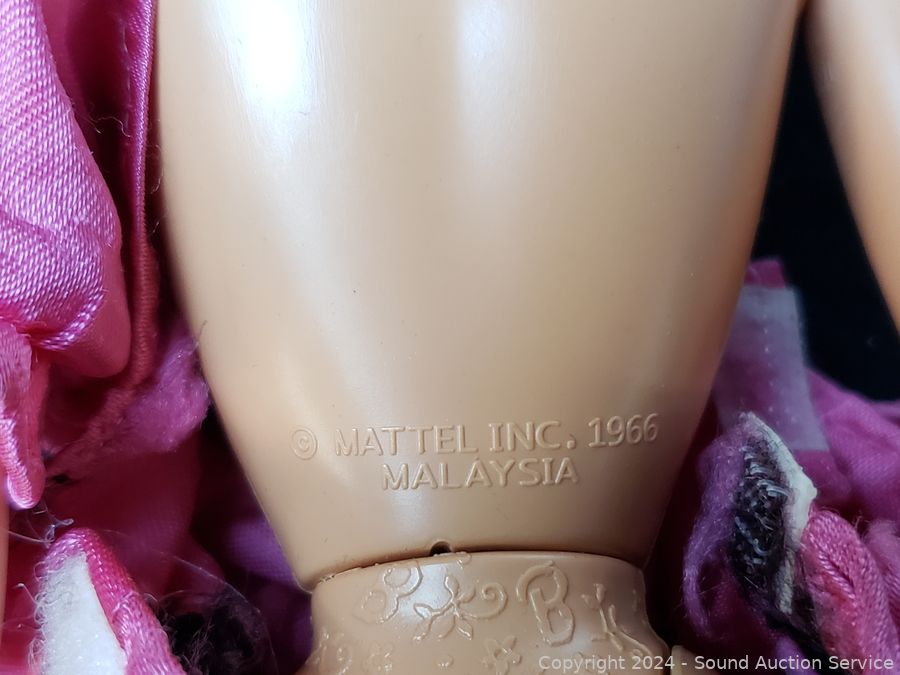 © MATTEL INC. 1966
MALAYSIA
B
Copyright 2024 - Sound Auction Service